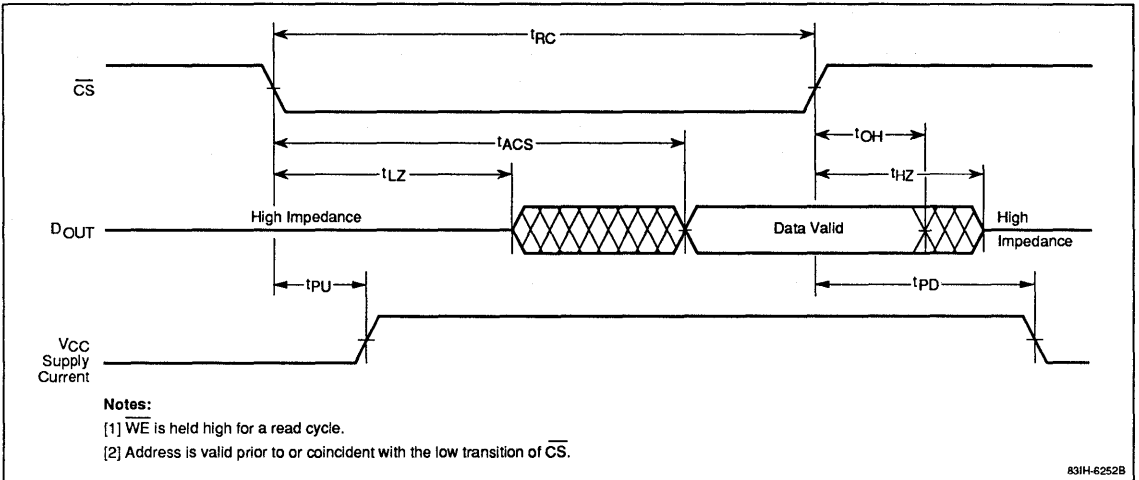 tRC
CS
tOH
tACS
tLZ
tHZ
High Impedance
DOUT
Data Valid
High
Impedance
tPU
tPD
VCC
Supply
Current
Notes:
[1] WE is held high for a read cycle.
[2] Address is valid prior to or coincident with the low transition of CS.
83IH-6252B